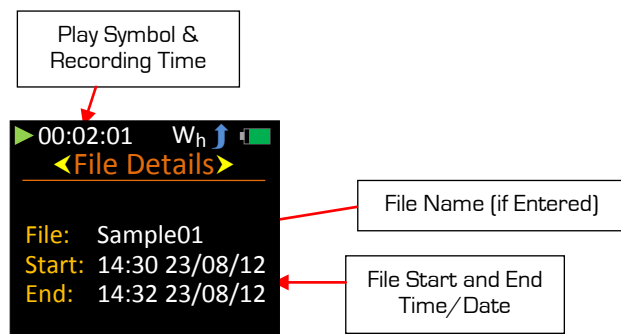 Play Symbol &
Recording Time
00:02:01 Wh
File Details
File: Sample01
Start: 14:30 23/08/12
End: 14:32 23/08/12
File Name (if Entered)
File Start and End
Time/Date